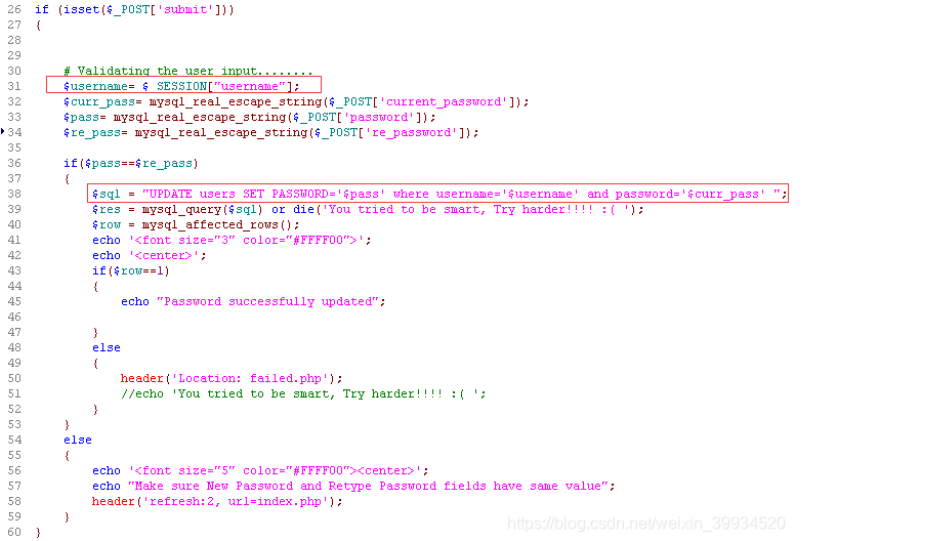 26 if (isset($_POST['submit']))
27 {
28
29
30 # Validating the user input........
31 $username= $_SESSION["username"];
32 $curr_pass= mysql_real_escape_string($_POST['current_password']);
33 $pass= mysql_real_escape_string($_POST['password']);
34 $re_pass= mysql_real_escape_string($_POST['re_password']);
35
36 if($pass==$re_pass)
37 {
38 $sql = "UPDATE users SET PASSWORD='$pass' where username='$username' and password='$curr_pass' ";
39 $res = mysql_query($sql) or die('You tried to be smart, Try harder!!!! :( ');
40 $row = mysql_affected_rows();
41 echo '<font size="3" color="#FFFF00">';
42 echo '<center>';
43 if($row==1)
44 {
45 echo "Password successfully updated";
46
47 }
48 else
49 {
50 header('Location: failed.php');
51 //echo 'You tried to be smart, Try harder!!!! :( ';
52 }
53 }
54 else
55 {
56 echo '<font size="5" color="#FFFF00"><center>';
57 echo "Make sure New Password and Retype Password fields have same value";
58 header('refresh:2, url=index.php');
59 }
60 }
https://blog.csdn.net/weixin_39934520